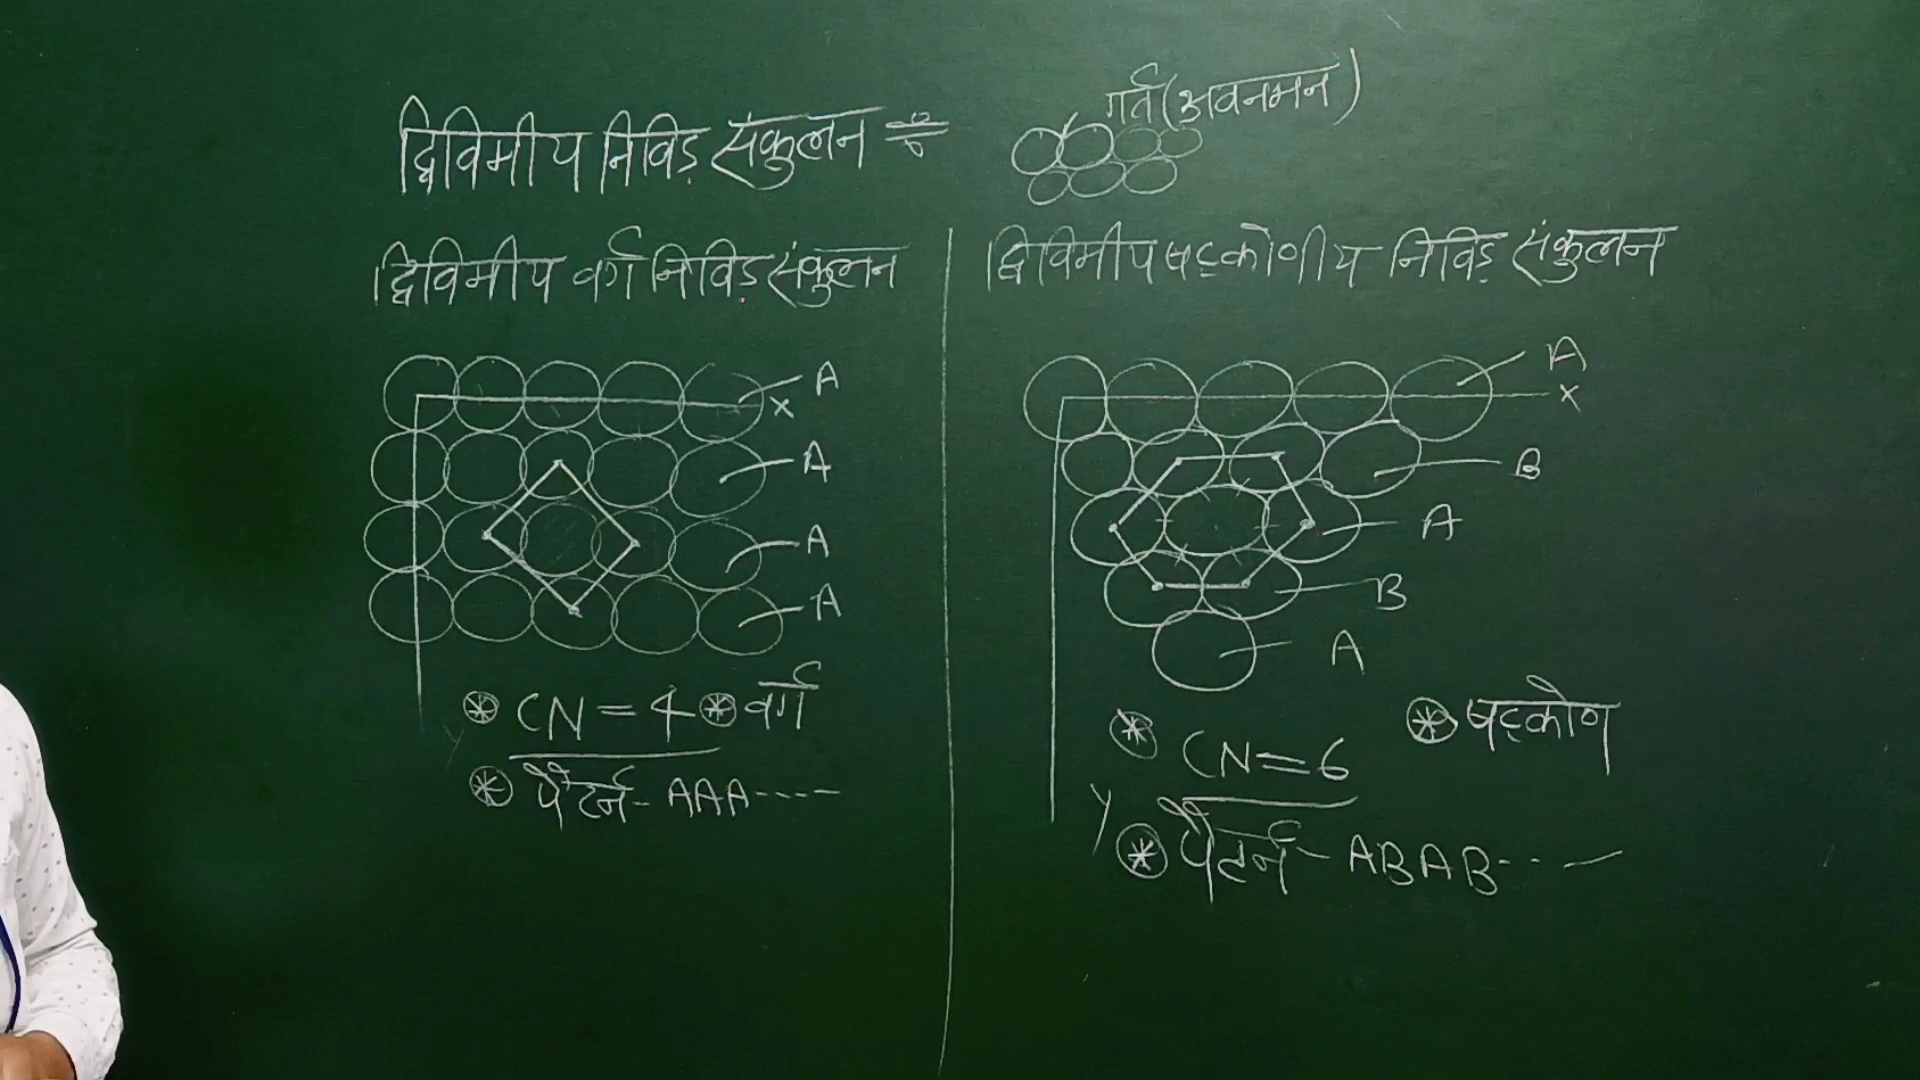 गर्त (अवनमन)
द्विविमीय निविड़ संकुलन ÷
द्विविमीय वर्ग निविड़ संकुलन
A
X
A
A
A
⊛ CN = 4 ⊛ वर्ग
⊛ पैटर्न - AAA----
Y
द्विविमीय षट्कोणीय निविड़ संकुलन
A
X
B
A
B
A
⊛ CN = 6 ⊛ षट्कोण
Y
⊛ पैटर्न - ABAB----